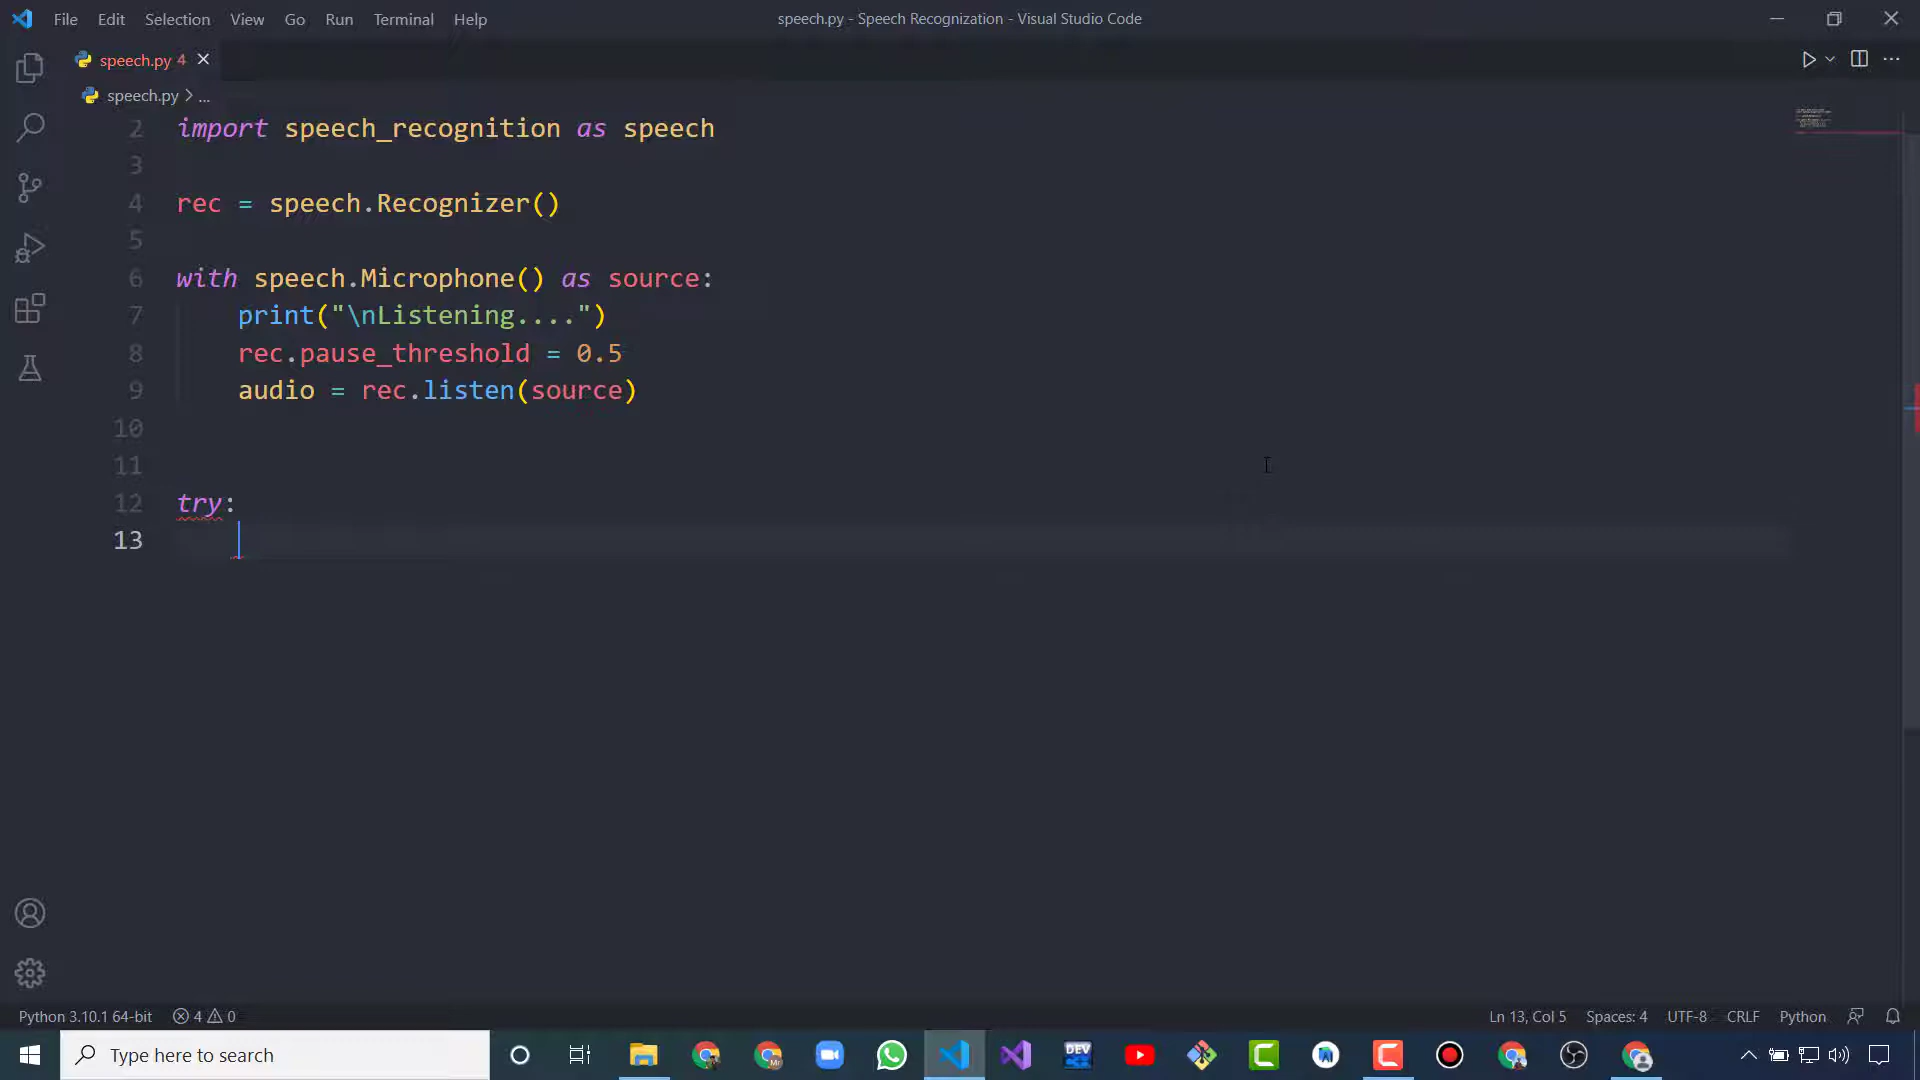 File Edit Selection View Go Run Terminal Help
speech.py - Speech Recognization - Visual Studio Code
speech.py 4
speech.py > ...
2 import speech_recognition as speech
3
4 rec = speech.Recognizer()
5
6 with speech.Microphone() as source:
7 print("\nListening....")
8 rec.pause_threshold = 0.5
9 audio = rec.listen(source)
10
11
12 try:
13
Python 3.10.1 64-bit 4 0
Ln 13, Col 5 Spaces: 4 UTF-8 CRLF Python
Type here to search
DEV